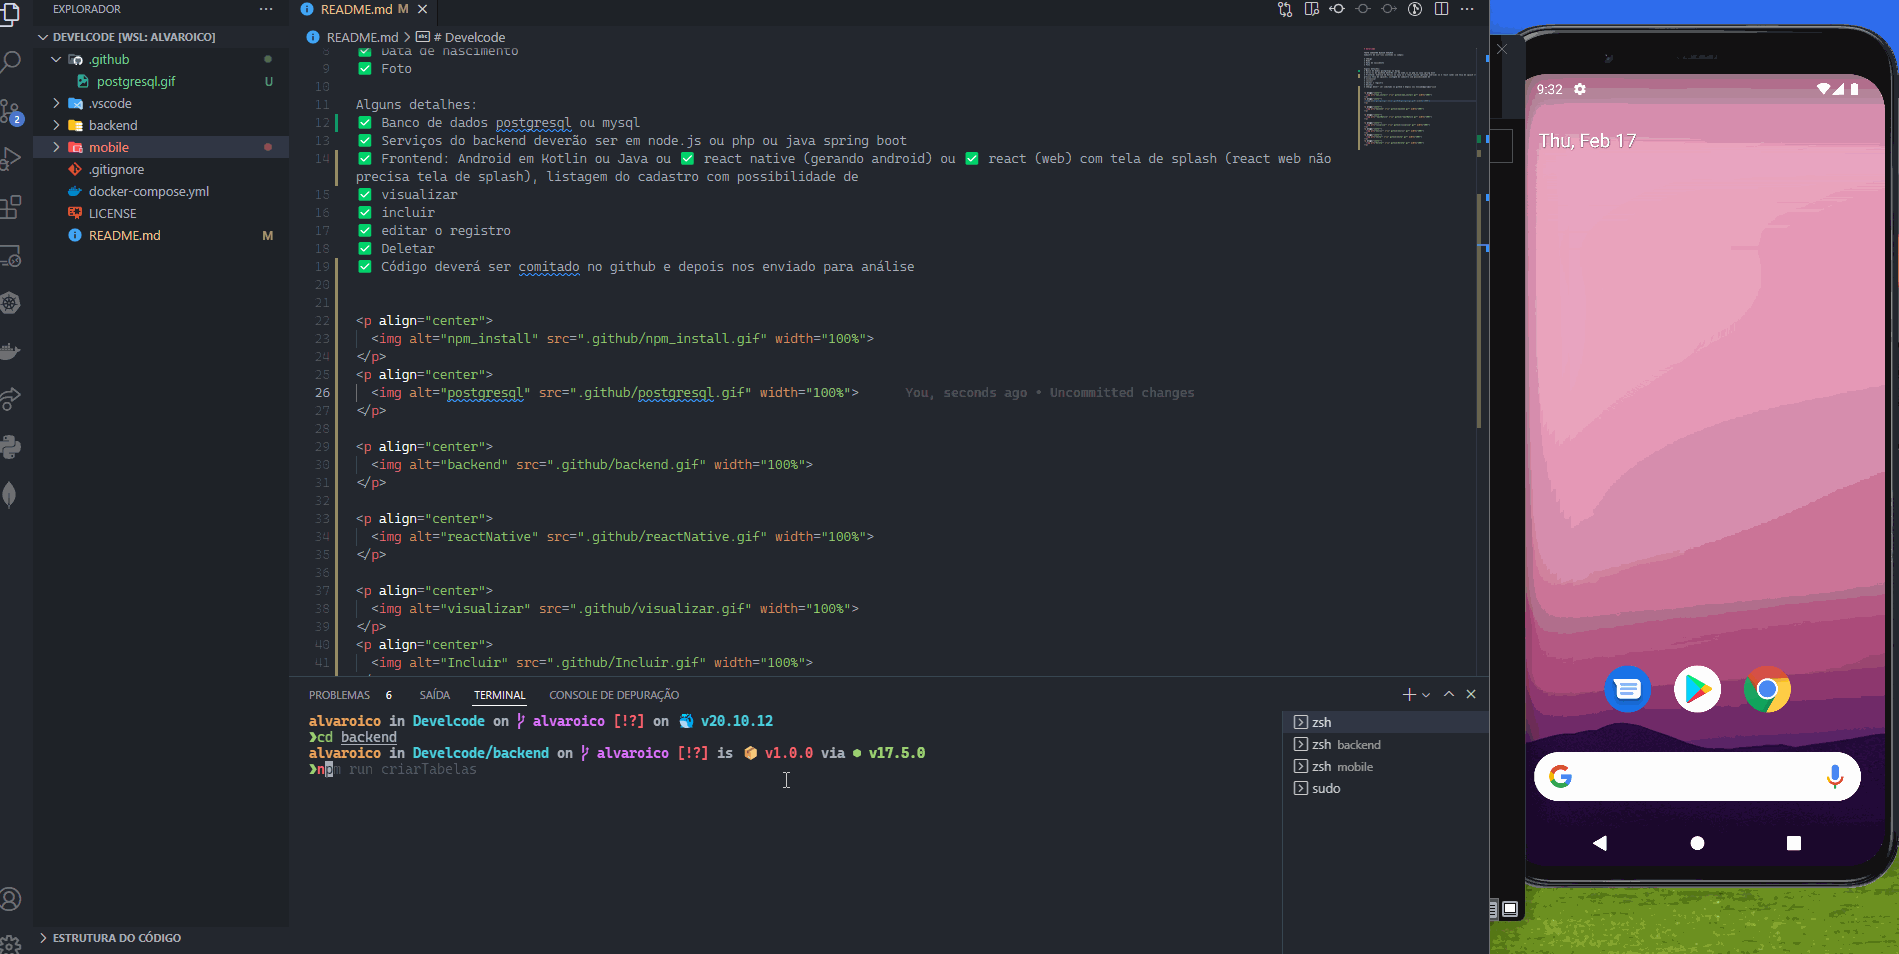 EXPLORADOR
DEVELCODE [WSL: ALVAROICO]
.github
postgresql.gif U
.vscode
backend
mobile
.gitignore
docker-compose.yml
LICENSE
README.md M
ESTRUTURA DO CÓDIGO
2
README.md M
README.md > # Develcode
8 ✅ Data de nascimento
9 ✅ Foto
10
11 Alguns detalhes:
12 ✅ Banco de dados postgresql ou mysql
13 ✅ Serviços do backend deverão ser em node.js ou php ou java spring boot
14 ✅ Frontend: Android em Kotlin ou Java ou ✅ react native (gerando android) ou ✅ react (web) com tela de splash (react web não
precisa tela de splash), listagem do cadastro com possibilidade de
15 ✅ visualizar
16 ✅ incluir
17 ✅ editar o registro
18 ✅ Deletar
19 ✅ Código deverá ser comitado no github e depois nos enviado para análise
20
21
22 <p align="center">
23 <img alt="npm_install" src=".github/npm_install.gif" width="100%">
24 </p>
25 <p align="center">
26 <img alt="postgresql" src=".github/postgresql.gif" width="100%"> You, seconds ago • Uncommitted changes
27 </p>
28
29 <p align="center">
30 <img alt="backend" src=".github/backend.gif" width="100%">
31 </p>
32
33 <p align="center">
34 <img alt="reactNative" src=".github/reactNative.gif" width="100%">
35 </p>
36
37 <p align="center">
38 <img alt="visualizar" src=".github/visualizar.gif" width="100%">
39 </p>
40 <p align="center">
41 <img alt="Incluir" src=".github/Incluir.gif" width="100%">
PROBLEMAS 6 SAÍDA TERMINAL CONSOLE DE DEPURAÇÃO
alvaroico in Develcode on alvaroico [!?] on v20.10.12
❯cd backend
alvaroico in Develcode/backend on alvaroico [!?] is v1.0.0 via v17.5.0
❯npm run criarTabelas
zsh
zsh backend
zsh mobile
sudo
9:32
Thu, Feb 17